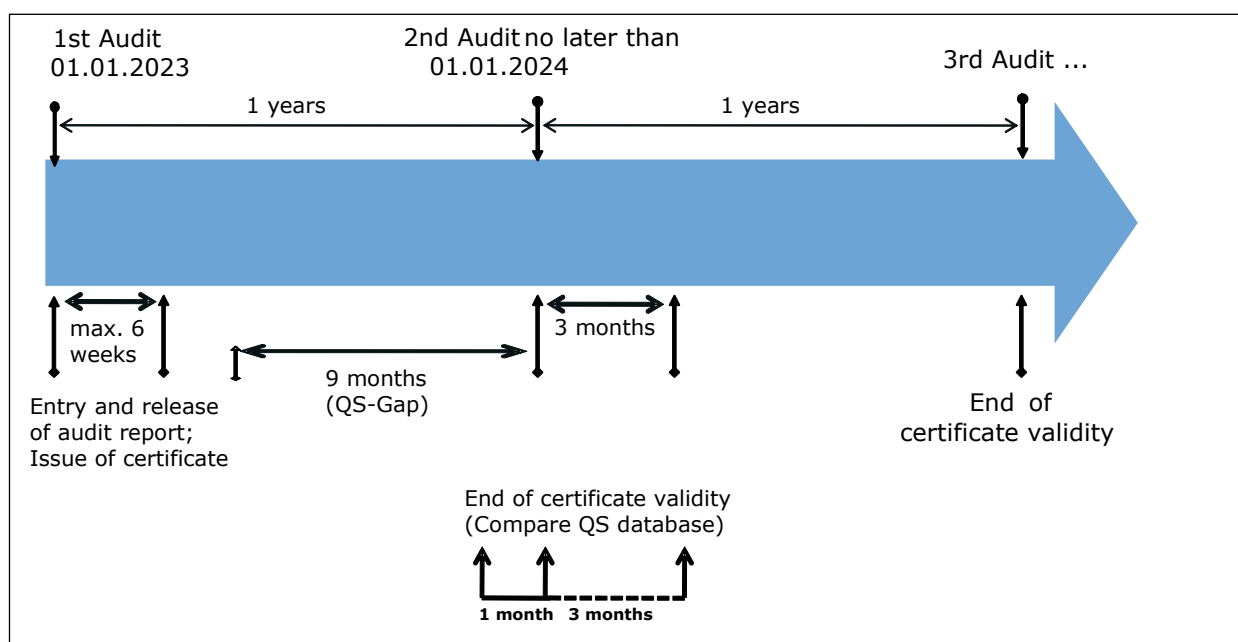 1st Audit
01.01.2023
2nd Audit no later than
01.01.2024
3rd Audit ...
1 years
1 years
max. 6
weeks
3 months
9 months
(QS-Gap)
Entry and release
of audit report;
Issue of certificate
End of
certificate validity
End of certificate validity
(Compare QS database)
1 month
3 months